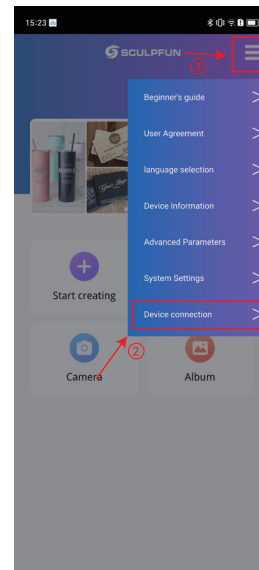 15:23
SCULPFUN
①
Beginner's guide
User Agreement
language selection
Device Information
Advanced Parameters
System Settings
Device connection
Start creating
②
Camera
Album